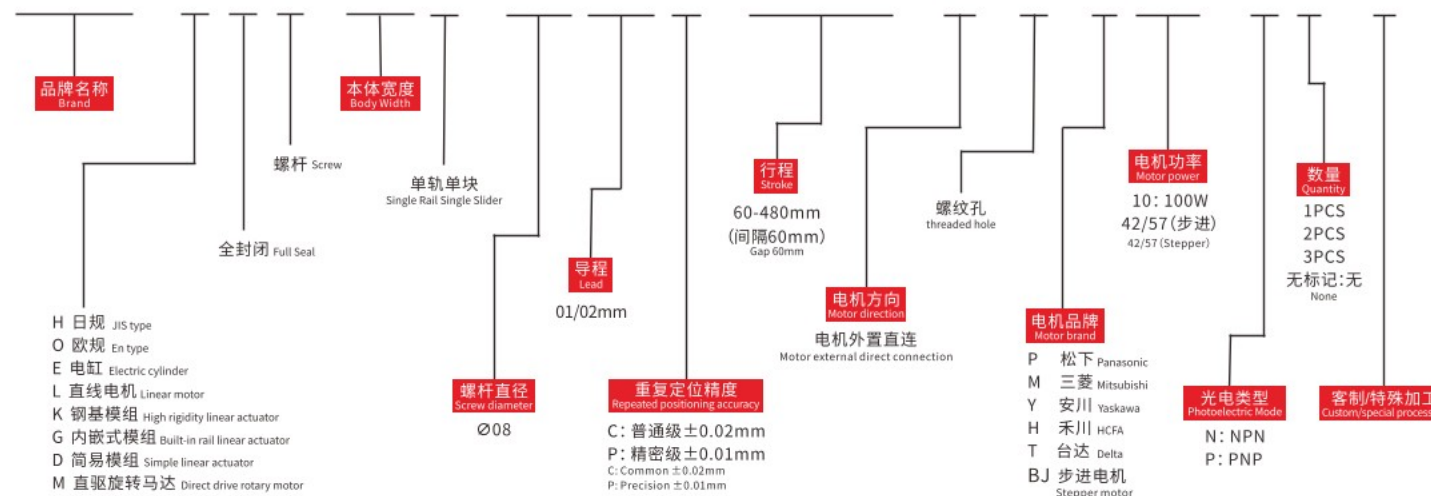 品牌名称
Brand
H 日规 JIS type
O 欧规 En type
E 电缸 Electric cylinder
L 直线电机 Linear motor
K 钢基模组 High rigidity linear actuator
G 内嵌式模组 Built-in rail linear actuator
D 简易模组 Simple linear actuator
M 直驱旋转马达 Direct drive rotary motor
全封闭 Full Seal
螺杆 Screw
本体宽度
Body Width
单轨单块
Single Rail Single Slider
螺杆直径
Screw diameter
Ø08
导程
Lead
01/02mm
重复定位精度
Repeated positioning accuracy
C: 普通级±0.02mm
P: 精密级±0.01mm
C: Common ±0.02mm
P: Precision ±0.01mm
行程
Stroke
60-480mm
(间隔60mm)
Gap 60mm
电机方向
Motor direction
电机外置直连
Motor external direct connection
螺纹孔
threaded hole
电机品牌
Motor brand
P 松下 Panasonic
M 三菱 Mitsubishi
Y 安川 Yaskawa
H 禾川 HCFA
T 台达 Delta
BJ 步进电机
Stepper motor
电机功率
Motor power
10: 100W
42/57(步进)
42/57(Stepper)
光电类型
Photoelectric Mode
N: NPN
P: PNP
数量
Quantity
1PCS
2PCS
3PCS
无标记:无
None
客制/特殊加工
Custom/special process